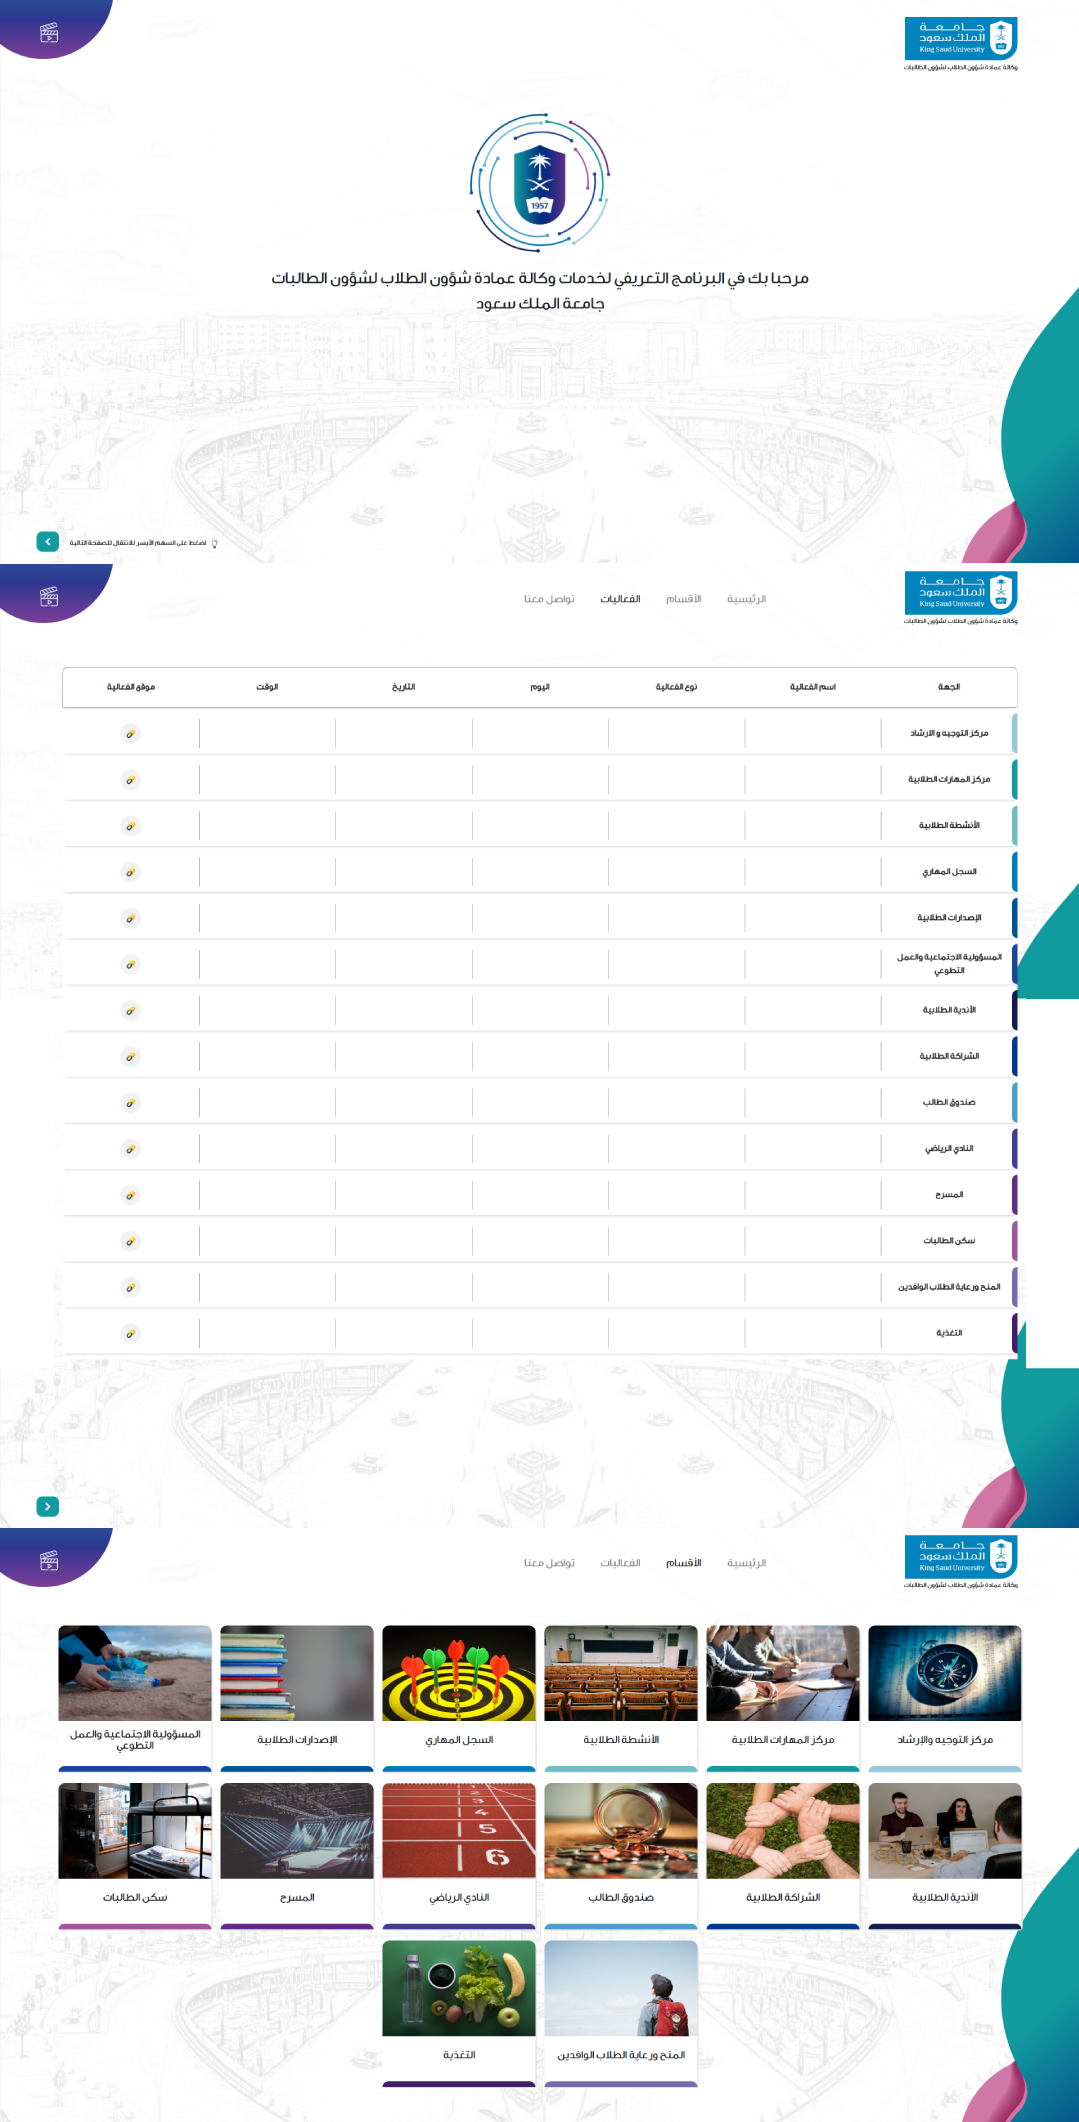 جـــامـــعـــة
الملك سعود
King Saud University
وكالة عمادة شؤون الطلاب لشؤون الطالبات
1957
مرحبا بك في البرنامج التعريفي لخدمات وكالة عمادة شؤون الطلاب لشؤون الطالبات
جامعة الملك سعود
اضغط على السهم الأيسر للانتقال للصفحة التالية
جـــامـــعـــة
الملك سعود
King Saud University
وكالة عمادة شؤون الطلاب لشؤون الطالبات
الرئيسية الأقسام الفعاليات تواصل معنا
الجهة اسم الفعالية نوع الفعالية اليوم التاريخ الوقت موقع الفعالية
مركز التوجيه و الارشاد
مركز المهارات الطلابية
الأنشطة الطلابية
السجل المهاري
الإصدارات الطلابية
المسؤولية الاجتماعية والعمل
التطوعي
الأندية الطلابية
الشراكة الطلابية
صندوق الطالب
النادي الرياضي
المسرح
سكن الطالبات
المنح ورعاية الطلاب الوافدين
التغذية
جـــامـــعـــة
الملك سعود
King Saud University
وكالة عمادة شؤون الطلاب لشؤون الطالبات
الرئيسية الأقسام الفعاليات تواصل معنا
مركز التوجيه والإرشاد
مركز المهارات الطلابية
الأنشطة الطلابية
السجل المهاري
الإصدارات الطلابية
المسؤولية الاجتماعية والعمل
التطوعي
الأندية الطلابية
الشراكة الطلابية
صندوق الطالب
النادي الرياضي
4
5
6
المسرح
سكن الطالبات
المنح ورعاية الطلاب الوافدين
التغذية